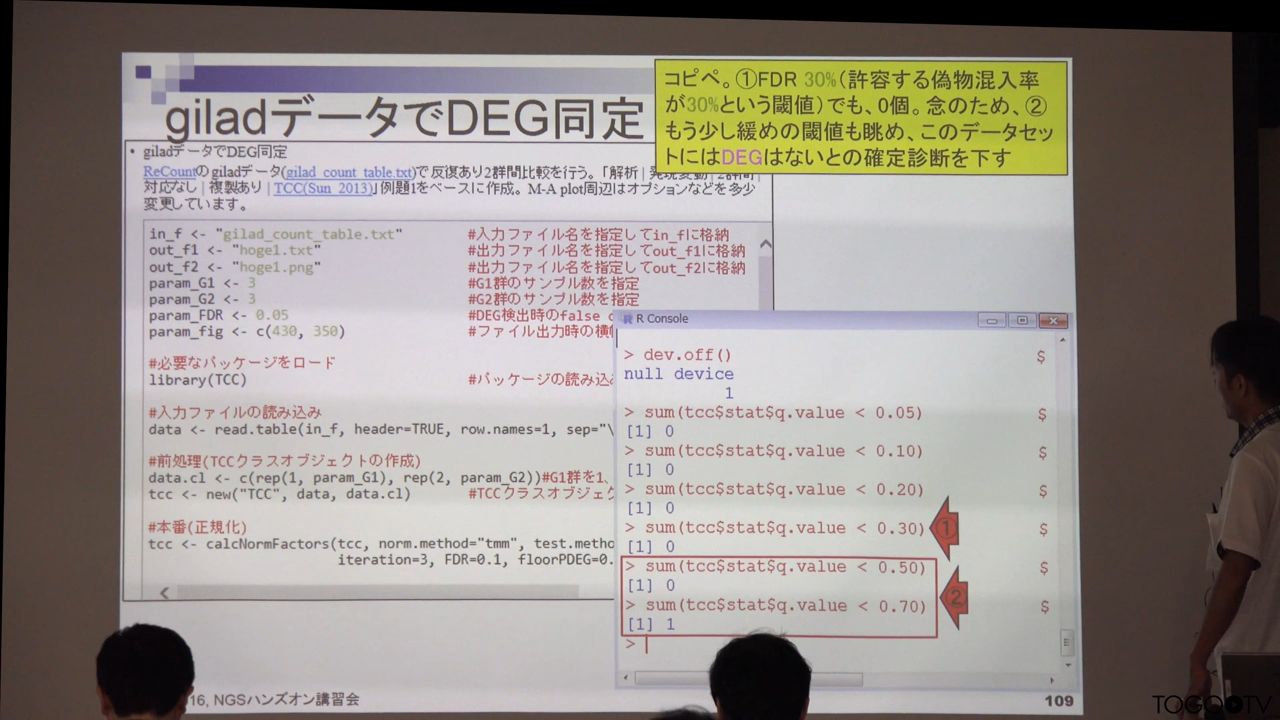 giladデータでDEG同定
コピペ。①FDR 30%(許容する偽物混入率
が30%という閾値)でも、0個。念のため、②
もう少し緩めの閾値も眺め、このデータセッ
トにはDEGはないとの確定診断を下す
• giladデータでDEG同定
ReCountのgiladデータ(gilad_count_table.txt)で反復あり2群間比較を行う。「解析 | 発現変動 | 2群間 |
対応なし | 複製あり | TCC(Sun_2013)」例題1をベースに作成。M-A plot周辺はオプションなどを多少
変更しています。
in_f <- "gilad_count_table.txt" #入力ファイル名を指定してin_fに格納
out_f1 <- "hoge1.txt" #出力ファイル名を指定してout_f1に格納
out_f2 <- "hoge1.png" #出力ファイル名を指定してout_f2に格納
param_G1 <- 3 #G1群のサンプル数を指定
param_G2 <- 3 #G2群のサンプル数を指定
param_FDR <- 0.05 #DEG検出時のfalse
param_fig <- c(430, 350) #ファイル出力時の横
#必要なパッケージをロード
library(TCC) #パッケージの読み込
#入力ファイルの読み込み
data <- read.table(in_f, header=TRUE, row.names=1, sep="\
#前処理(TCCクラスオブジェクトの作成)
data.cl <- c(rep(1, param_G1), rep(2, param_G2))#G1群を1、
tcc <- new("TCC", data, data.cl) #TCCクラスオブジェク
#本番(正規化)
tcc <- calcNormFactors(tcc, norm.method="tmm", test.metho
iteration=3, FDR=0.1, floorPDEG=0.
R Console
> dev.off() $
null device
1
> sum(tcc$stat$q.value < 0.05) $
[1] 0
> sum(tcc$stat$q.value < 0.10) $
[1] 0
> sum(tcc$stat$q.value < 0.20) $
[1] 0
> sum(tcc$stat$q.value < 0.30) ① $
[1] 0
> sum(tcc$stat$q.value < 0.50) $
[1] 0
②
> sum(tcc$stat$q.value < 0.70) $
[1] 1
>
16, NGSハンズオン講習会
109
TOGOTV